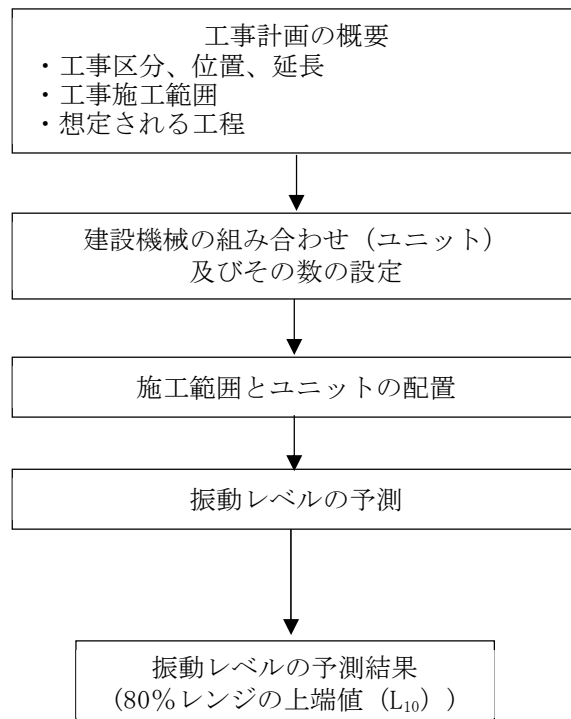 工事計画の概要
・工事区分、位置、延長
・工事施工範囲
・想定される工程
建設機械の組み合わせ（ユニット）
及びその数の設定
施工範囲とユニットの配置
振動レベルの予測
振動レベルの予測結果
(80%レンジの上端値（L₁₀）)